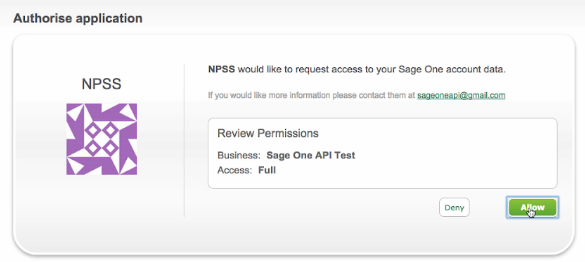 Authorise application
NPSS
NPSS would like to request access to your Sage One account data.
If you would like more information please contact them at sageoneapi@gmail.com
Review Permissions
Business: Sage One API Test
Access: Full
Deny
Allow